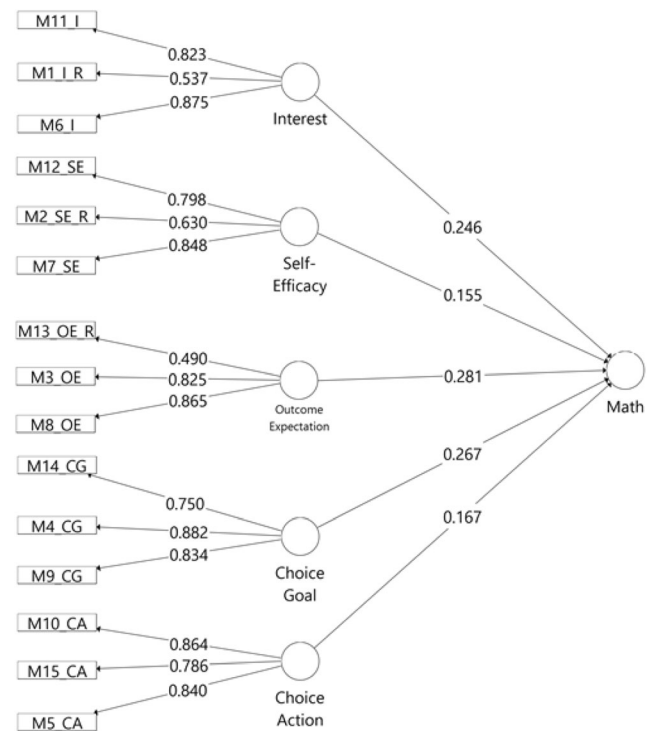 M11_I
0.823
M1_I_R
0.537
M6_I
0.875
Interest
M12_SE
0.798
M2_SE_R
0.630
M7_SE
0.848
Self-
Efficacy
M13_OE_R
0.490
M3_OE
0.825
M8_OE
0.865
Outcome
Expectation
M14_CG
0.750
M4_CG
0.882
M9_CG
0.834
Choice
Goal
M10_CA
0.864
M15_CA
0.786
M5_CA
0.840
Choice
Action
0.246
0.155
0.281
0.267
0.167
Math